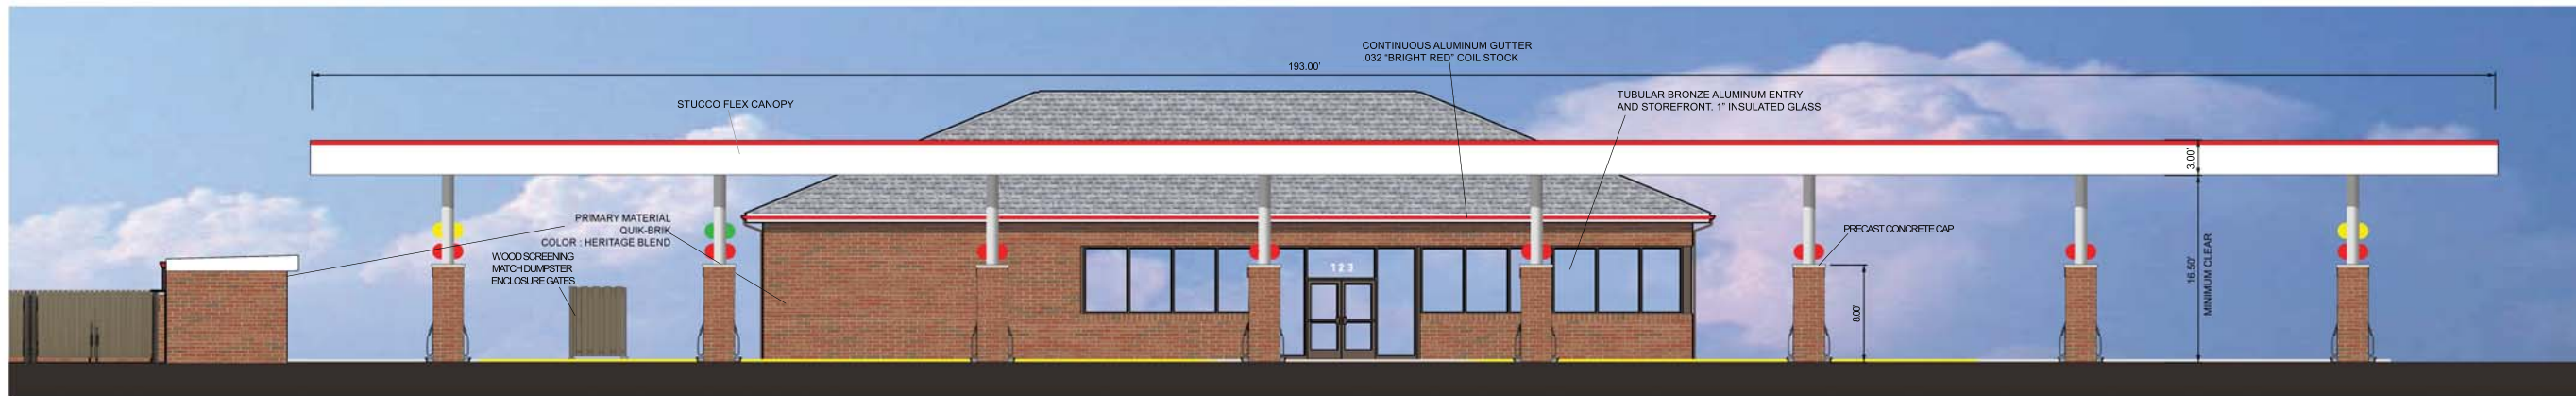 CONTINUOUS ALUMINUM GUTTER
.032 "BRIGHT RED" COIL STOCK
193.00'
TUBULAR BRONZE ALUMINUM ENTRY
AND STOREFRONT. 1" INSULATED GLASS
STUCCO FLEX CANOPY
3.00'
PRIMARY MATERIAL
QUIK-BRIK
COLOR : HERITAGE BLEND
WOOD SCREENING
MATCH DUMPSTER
ENCLOSURE GATES
PRECAST CONCRETE CAP
16.50'
MINIMUM CLEAR
123
8.00'